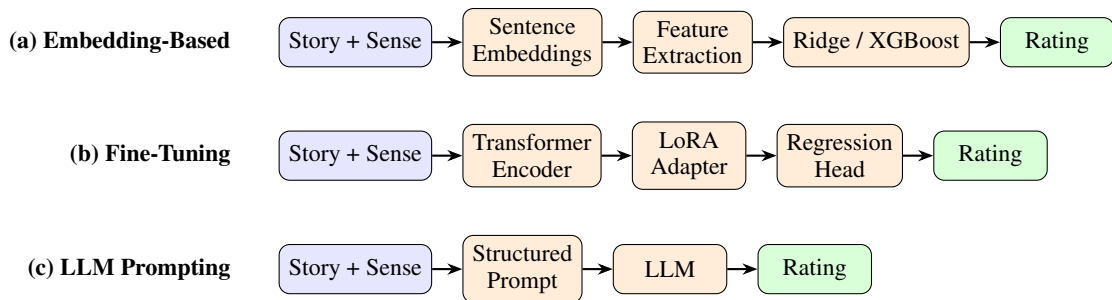 (a) Embedding-Based
Story + Sense
Sentence
Embeddings
Feature
Extraction
Ridge / XGBoost
Rating
(b) Fine-Tuning
Story + Sense
Transformer
Encoder
LoRA
Adapter
Regression
Head
Rating
(c) LLM Prompting
Story + Sense
Structured
Prompt
LLM
Rating